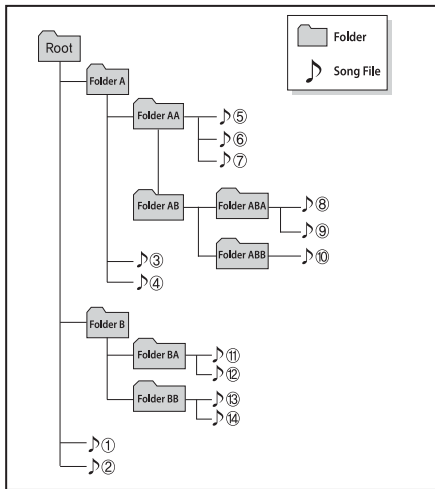 Root
Folder
Song File
Folder A
Folder AA
⑤
⑥
⑦
Folder AB
Folder ABA
⑧
⑨
Folder ABB
⑩
③
④
Folder B
Folder BA
⑪
⑫
Folder BB
⑬
⑭
①
②